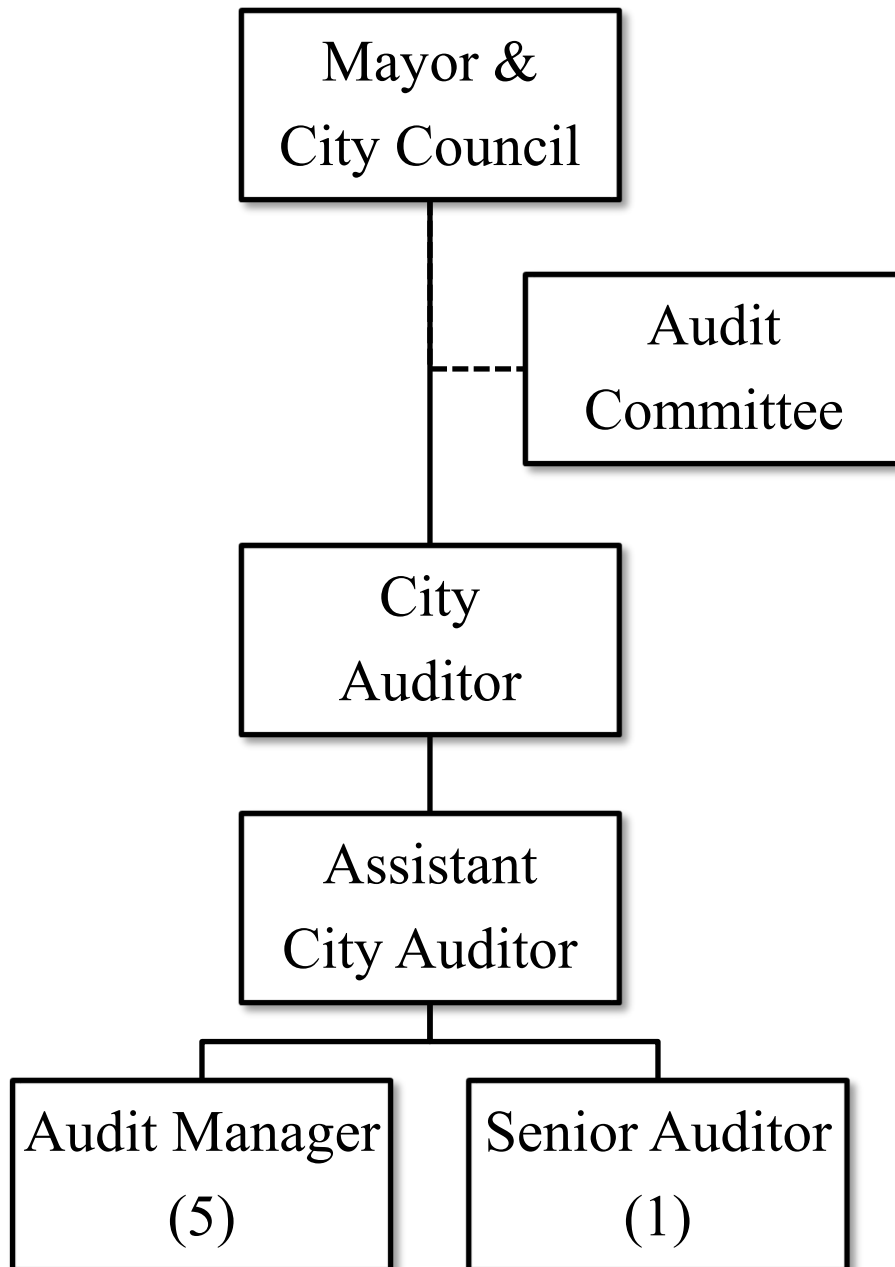 Mayor &
City Council
Audit
Committee
City
Auditor
Assistant
City Auditor
Audit Manager
(5)
Senior Auditor
(1)